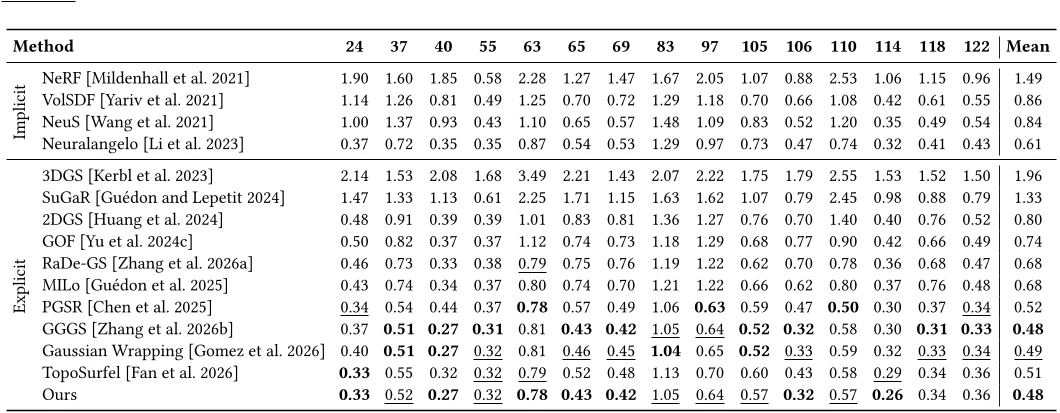 Method 24 37 40 55 63 65 69 83 97 105 106 110 114 118 122 Mean
Implicit
NeRF [Mildenhall et al. 2021] 1.90 1.60 1.85 0.58 2.28 1.27 1.47 1.67 2.05 1.07 0.88 2.53 1.06 1.15 0.96 1.49
VolSDF [Yariv et al. 2021] 1.14 1.26 0.81 0.49 1.25 0.70 0.72 1.29 1.18 0.70 0.66 1.08 0.42 0.61 0.55 0.86
NeuS [Wang et al. 2021] 1.00 1.37 0.93 0.43 1.10 0.65 0.57 1.48 1.09 0.83 0.52 1.20 0.35 0.49 0.54 0.84
Neuralangelo [Li et al. 2023] 0.37 0.72 0.35 0.35 0.87 0.54 0.53 1.29 0.97 0.73 0.47 0.74 0.32 0.41 0.43 0.61
Explicit
3DGS [Kerbl et al. 2023] 2.14 1.53 2.08 1.68 3.49 2.21 1.43 2.07 2.22 1.75 1.79 2.55 1.53 1.52 1.50 1.96
SuGaR [Guédon and Lepetit 2024] 1.47 1.33 1.13 0.61 2.25 1.71 1.15 1.63 1.62 1.07 0.79 2.45 0.98 0.88 0.79 1.33
2DGS [Huang et al. 2024] 0.48 0.91 0.39 0.39 1.01 0.83 0.81 1.36 1.27 0.76 0.70 1.40 0.40 0.76 0.52 0.80
GOF [Yu et al. 2024c] 0.50 0.82 0.37 0.37 1.12 0.74 0.73 1.18 1.29 0.68 0.77 0.90 0.42 0.66 0.49 0.74
RaDe-GS [Zhang et al. 2026a] 0.46 0.73 0.33 0.38 0.79 0.75 0.76 1.19 1.22 0.62 0.70 0.78 0.36 0.68 0.47 0.68
MILo [Guédon et al. 2025] 0.43 0.74 0.34 0.37 0.80 0.74 0.70 1.21 1.22 0.66 0.62 0.80 0.37 0.76 0.48 0.68
PGSR [Chen et al. 2025] 0.34 0.54 0.44 0.37 0.78 0.57 0.49 1.06 0.63 0.59 0.47 0.50 0.30 0.37 0.34 0.52
GGGS [Zhang et al. 2026b] 0.37 0.51 0.27 0.31 0.81 0.43 0.42 1.05 0.64 0.52 0.32 0.58 0.30 0.31 0.33 0.48
Gaussian Wrapping [Gomez et al. 2026] 0.40 0.51 0.27 0.32 0.81 0.46 0.45 1.04 0.65 0.52 0.33 0.59 0.32 0.33 0.34 0.49
TopoSurfel [Fan et al. 2026] 0.33 0.55 0.32 0.32 0.79 0.52 0.48 1.13 0.70 0.60 0.43 0.58 0.29 0.34 0.36 0.51
Ours 0.33 0.52 0.27 0.32 0.78 0.43 0.42 1.05 0.64 0.57 0.32 0.57 0.26 0.34 0.36 0.48